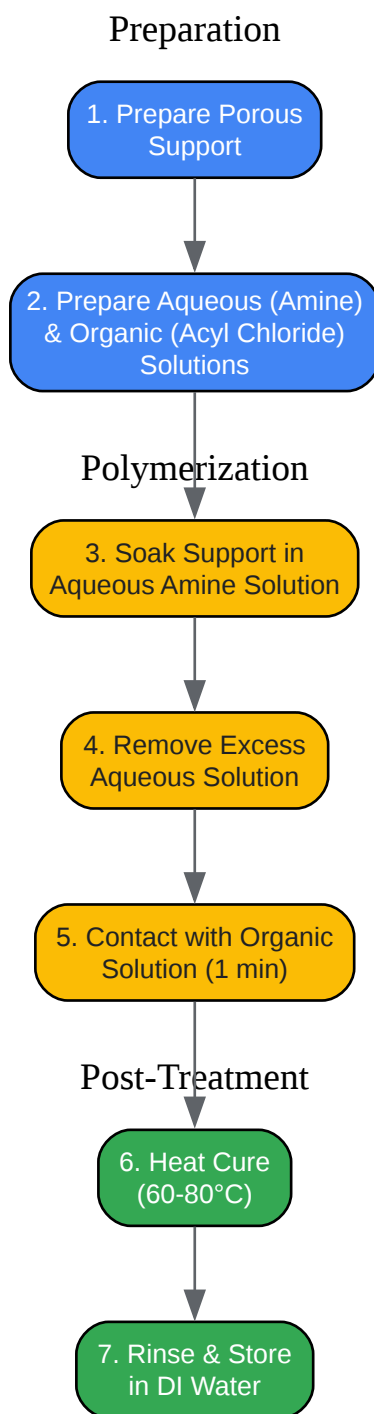 Preparation
1. Prepare Porous
Support
2. Prepare Aqueous (Amine)
& Organic (Acyl Chloride)
Solutions
Polymerization
3. Soak Support in
Aqueous Amine Solution
4. Remove Excess
Aqueous Solution
5. Contact with Organic
Solution (1 min)
Post-Treatment
6. Heat Cure
(60-80°C)
7. Rinse & Store
in DI Water